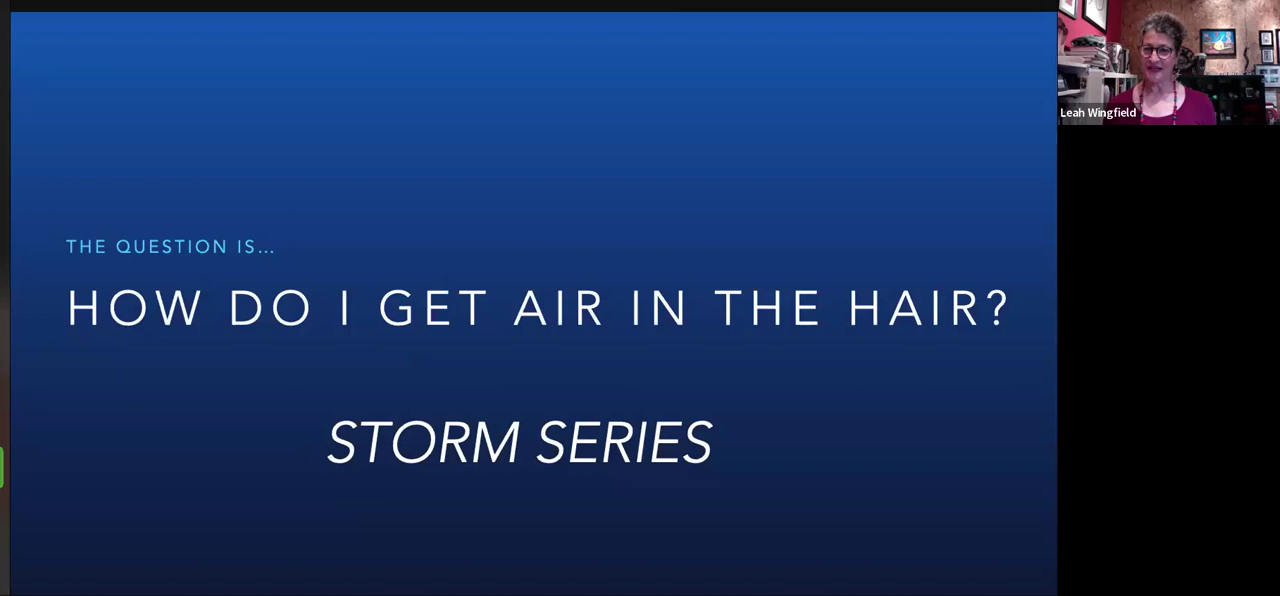 THE QUESTION IS...
HOW DO I GET AIR IN THE HAIR?
STORM SERIES
Leah Wingfield